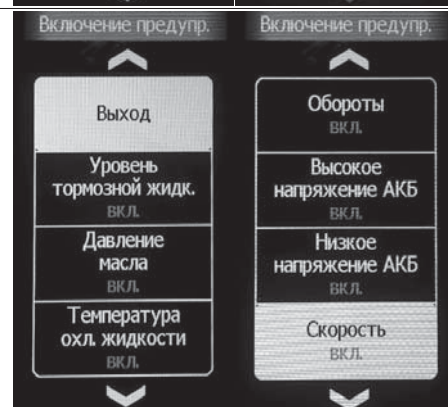 Включение предупр.
Выход
Уровень
тормозной жидк.
ВКЛ.
Давление
масла
ВКЛ.
Температура
охл. жидкости
ВКЛ.
Включение предупр.
Обороты
ВКЛ.
Высокое
напряжение АКБ
ВКЛ.
Низкое
напряжение АКБ
ВКЛ.
Скорость
ВКЛ.